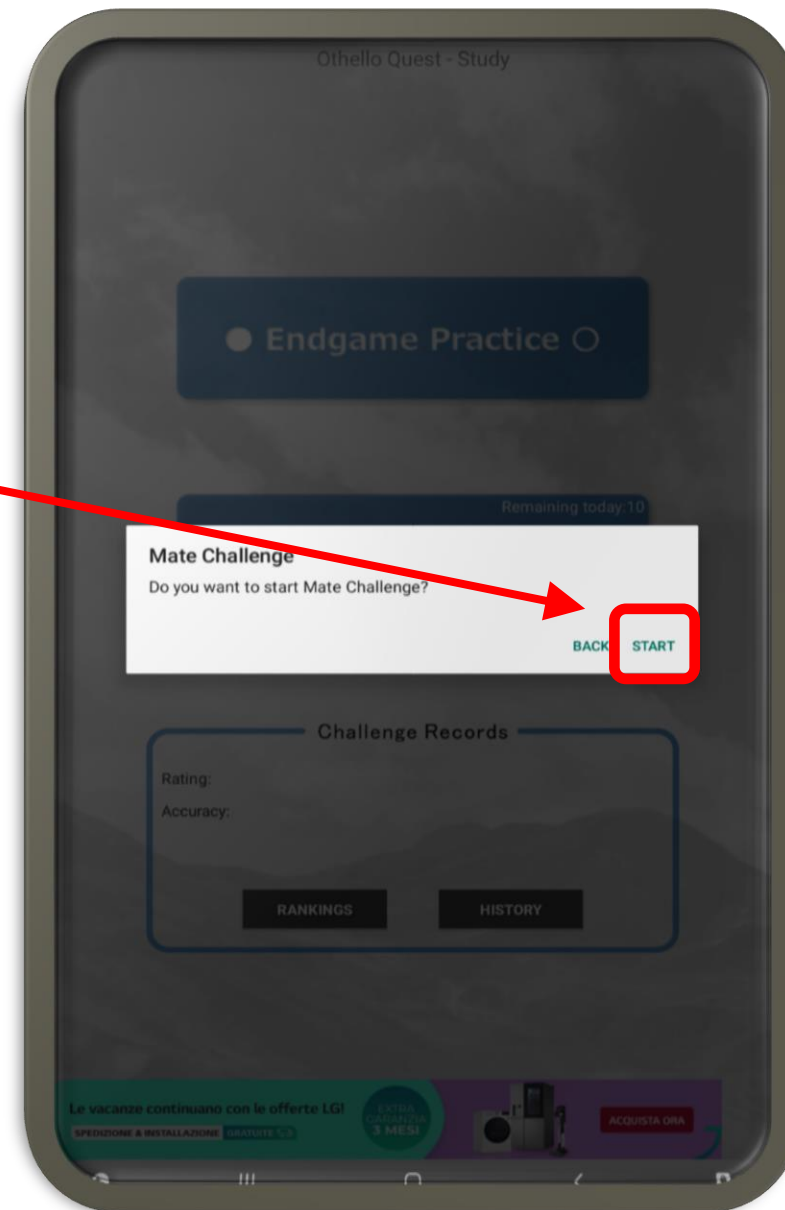 Othello Quest - Study
● Endgame Practice ○
Remaining today:10
Mate Challenge
Do you want to start Mate Challenge?
BACK START
Challenge Records
Rating:
Accuracy:
RANKINGS HISTORY
Le vacanze continuano con le offerte LG!
SPEDIZIONE & INSTALLAZIONE GRATUITE
EXTRA
GARANZIA
3 MESI
ACQUISTA ORA